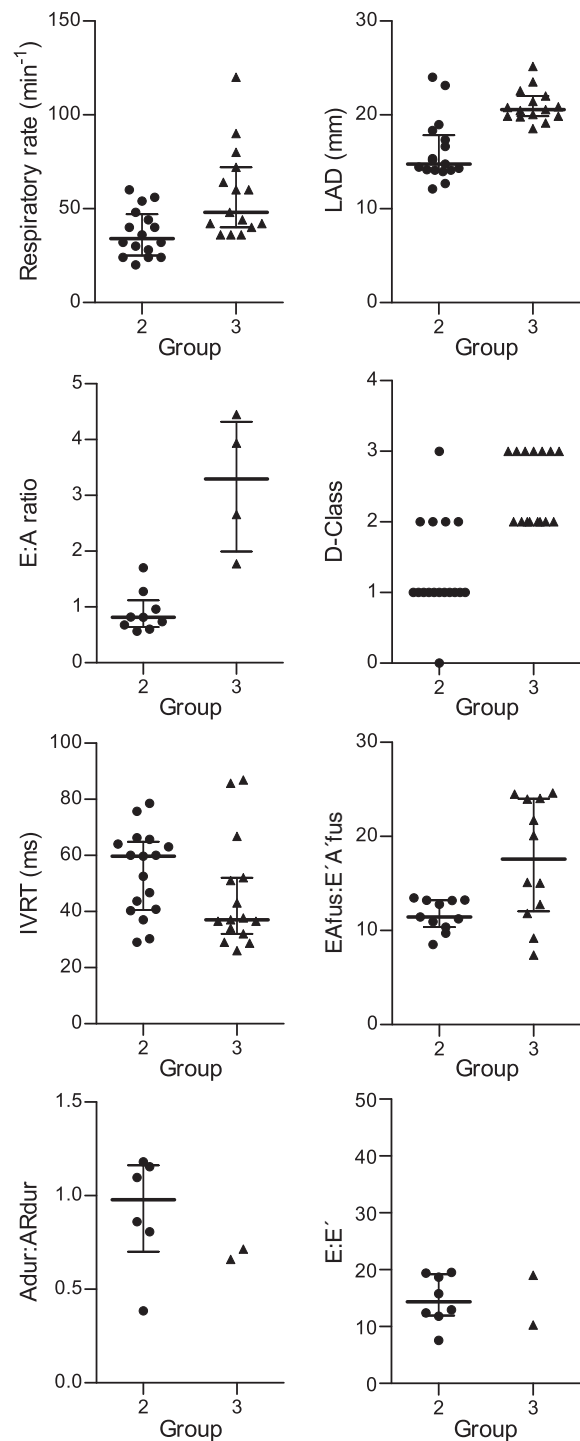 Respiratory rate (min⁻¹)
150
100
50
0
2 3
Group
LAD (mm)
30
20
10
0
2 3
Group
E:A ratio
5
4
3
2
1
0
2 3
Group
D-Class
4
3
2
1
0
2 3
Group
IVRT (ms)
100
80
60
40
20
0
2 3
Group
EAfus:E´A´fus
30
20
10
0
2 3
Group
Adur:ARdur
1.5
1.0
0.5
0.0
2 3
Group
E:E´
50
40
30
20
10
0
2 3
Group